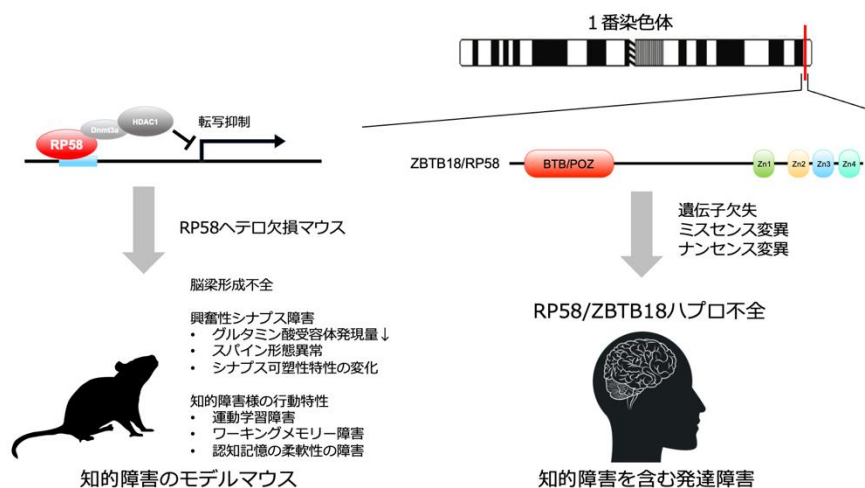 1番染色体
HDAC1
Dnmt3a
RP58
転写抑制
RP58ヘテロ欠損マウス
脳梁形成不全
興奮性シナプス障害
• グルタミン酸受容体発現量↓
• スパイン形態異常
• シナプス可塑性特性の変化
知的障害様の行動特性
• 運動学習障害
• ワーキングメモリー障害
• 認知記憶の柔軟性の障害
知的障害のモデルマウス
ZBTB18/RP58
BTB/POZ
Zn1
Zn2
Zn3
Zn4
遺伝子欠失
ミスセンス変異
ナンセンス変異
RP58/ZBTB18ハプロ不全
知的障害を含む発達障害